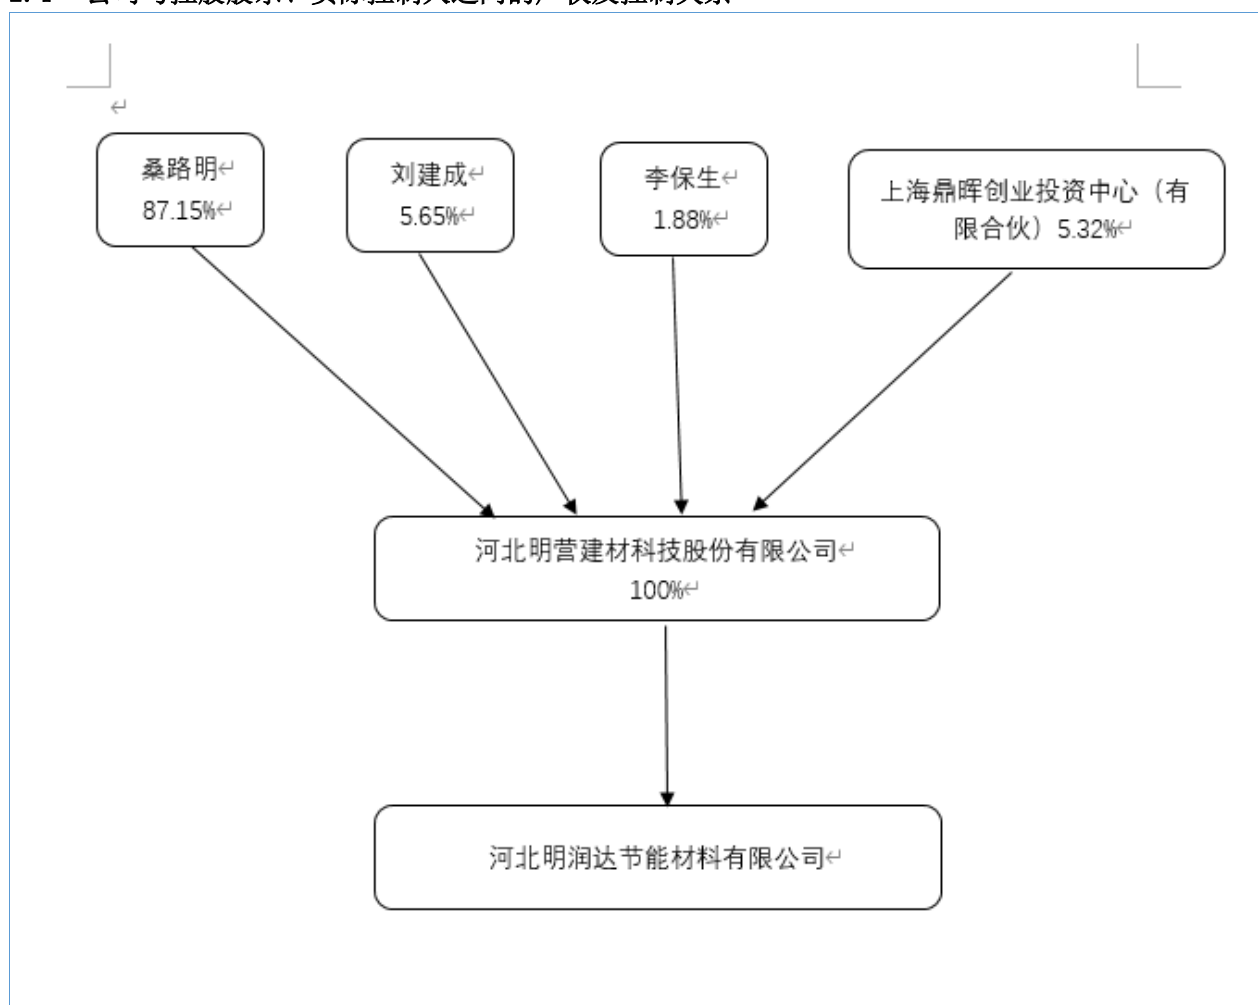 桑路明
87.15%
刘建成
5.65%
李保生
1.88%
上海鼎晖创业投资中心（有
限合伙）5.32%
河北明营建材科技股份有限公司
100%
河北明润达节能材料有限公司